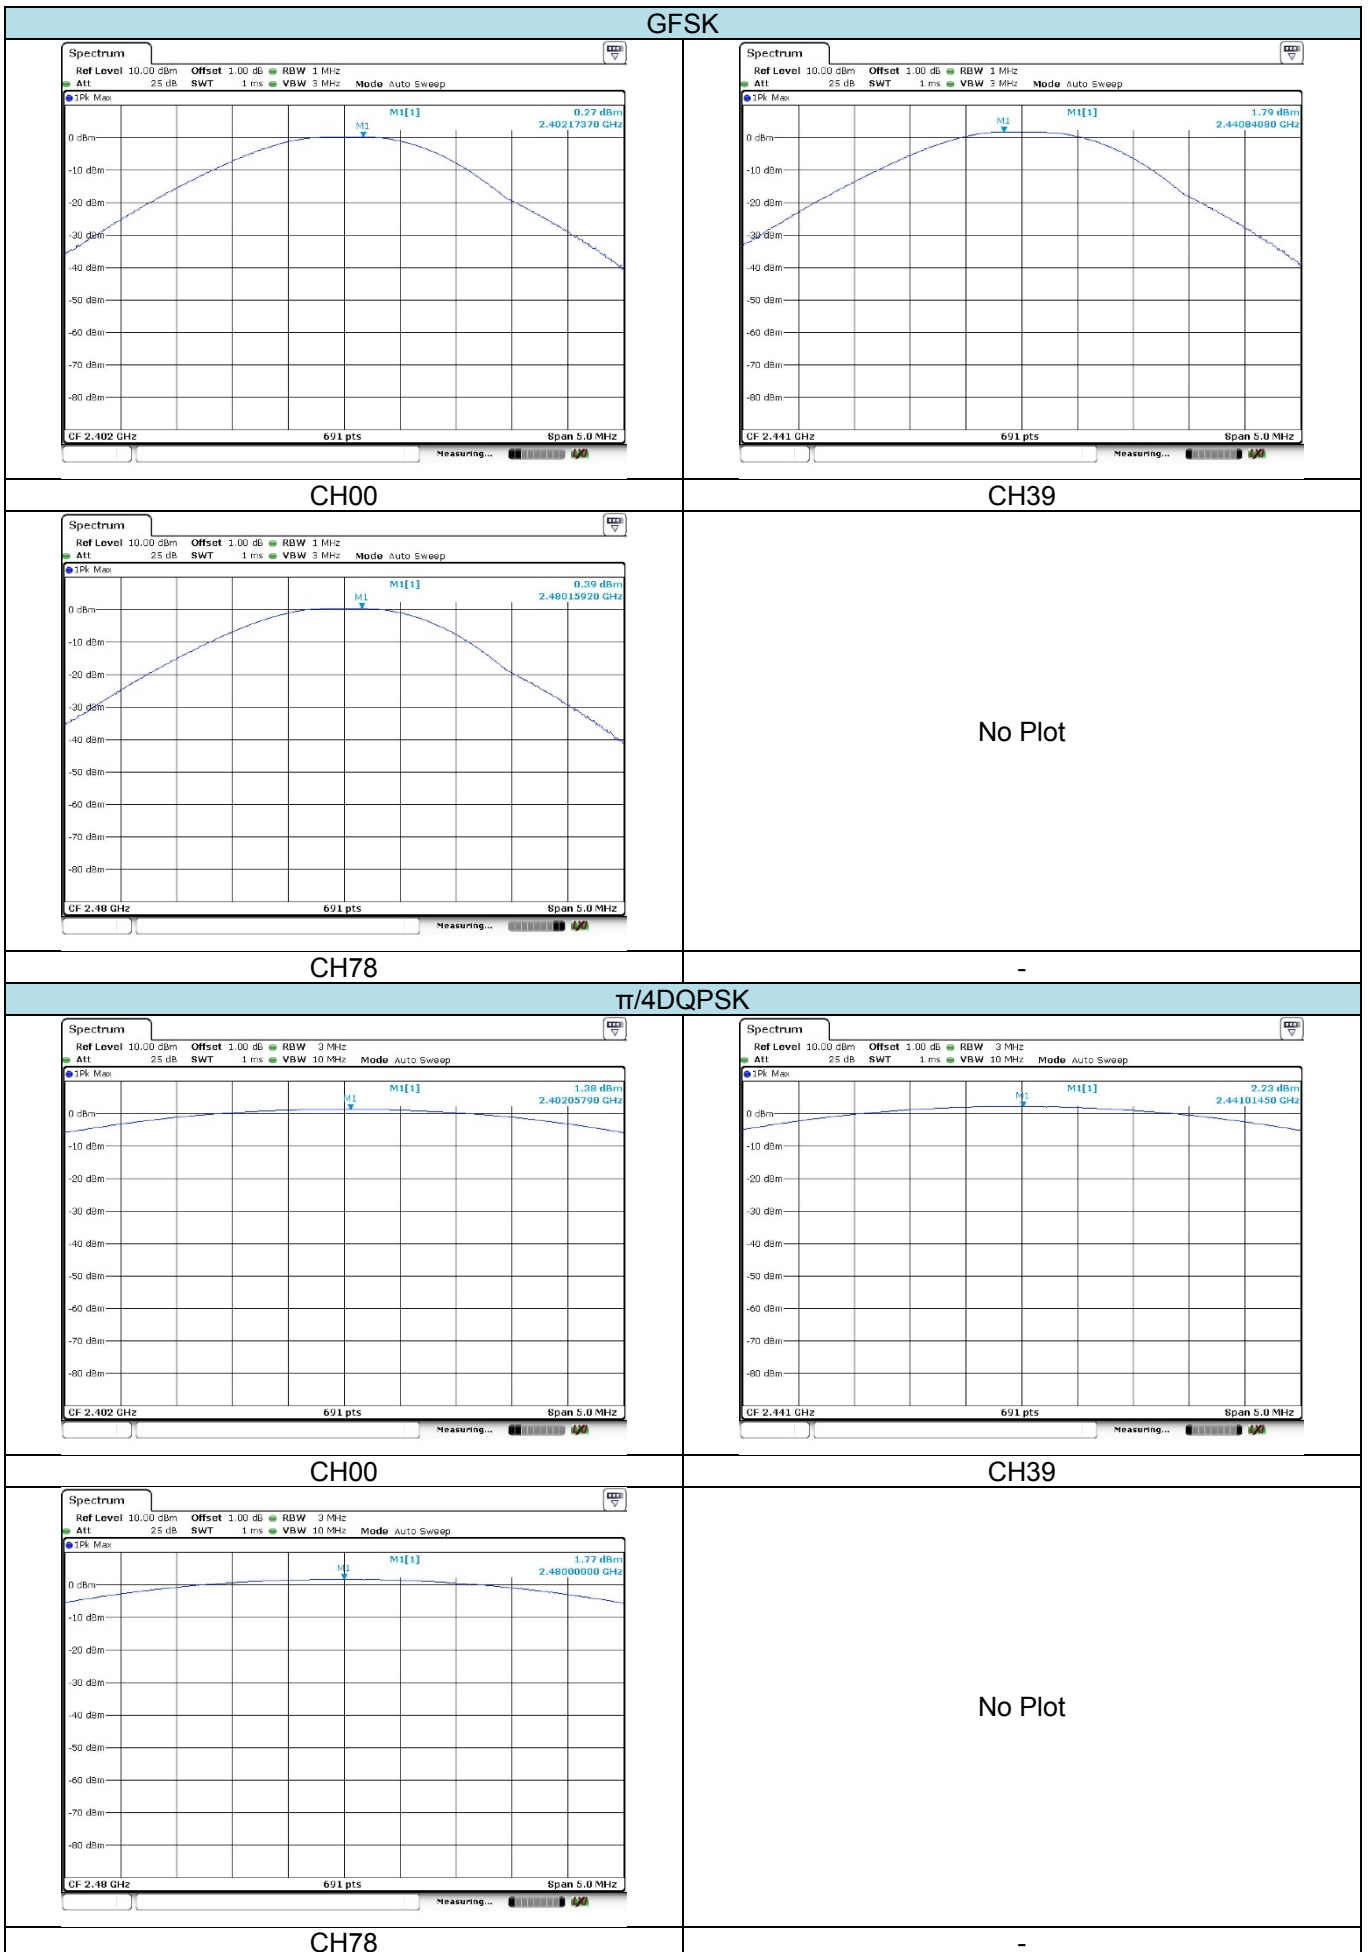 GFSK
Spectrum
Ref Level 10.00 dBm Offset 1.00 dB RBW 1 MHz
Att 25 dB SWT 1 ms VBW 3 MHz Mode Auto Sweep
1Pk Max
M1[1] 0.27 dBm
2.40217370 GHz
M1
0 dBm
-10 dBm
-20 dBm
-30 dBm
-40 dBm
-50 dBm
-60 dBm
-70 dBm
-80 dBm
CF 2.402 GHz 691 pts Span 5.0 MHz
Measuring...
CH00
Spectrum
Ref Level 10.00 dBm Offset 1.00 dB RBW 1 MHz
Att 25 dB SWT 1 ms VBW 3 MHz Mode Auto Sweep
1Pk Max
M1[1] 1.79 dBm
2.44084080 GHz
M1
0 dBm
-10 dBm
-20 dBm
-30 dBm
-40 dBm
-50 dBm
-60 dBm
-70 dBm
-80 dBm
CF 2.441 GHz 691 pts Span 5.0 MHz
Measuring...
CH39
Spectrum
Ref Level 10.00 dBm Offset 1.00 dB RBW 1 MHz
Att 25 dB SWT 1 ms VBW 3 MHz Mode Auto Sweep
1Pk Max
M1[1] 0.39 dBm
2.48015920 GHz
M1
0 dBm
-10 dBm
-20 dBm
-30 dBm
-40 dBm
-50 dBm
-60 dBm
-70 dBm
-80 dBm
CF 2.48 GHz 691 pts Span 5.0 MHz
Measuring...
CH78
No Plot
-
π/4DQPSK
Spectrum
Ref Level 10.00 dBm Offset 1.00 dB RBW 3 MHz
Att 25 dB SWT 1 ms VBW 10 MHz Mode Auto Sweep
1Pk Max
M1[1] 1.38 dBm
2.40205790 GHz
M1
0 dBm
-10 dBm
-20 dBm
-30 dBm
-40 dBm
-50 dBm
-60 dBm
-70 dBm
-80 dBm
CF 2.402 GHz 691 pts Span 5.0 MHz
Measuring...
CH00
Spectrum
Ref Level 10.00 dBm Offset 1.00 dB RBW 3 MHz
Att 25 dB SWT 1 ms VBW 10 MHz Mode Auto Sweep
1Pk Max
M1[1] 2.23 dBm
2.44101450 GHz
M1
0 dBm
-10 dBm
-20 dBm
-30 dBm
-40 dBm
-50 dBm
-60 dBm
-70 dBm
-80 dBm
CF 2.441 GHz 691 pts Span 5.0 MHz
Measuring...
CH39
Spectrum
Ref Level 10.00 dBm Offset 1.00 dB RBW 3 MHz
Att 25 dB SWT 1 ms VBW 10 MHz Mode Auto Sweep
1Pk Max
M1[1] 1.77 dBm
2.48000000 GHz
M1
0 dBm
-10 dBm
-20 dBm
-30 dBm
-40 dBm
-50 dBm
-60 dBm
-70 dBm
-80 dBm
CF 2.48 GHz 691 pts Span 5.0 MHz
Measuring...
CH78
No Plot
-